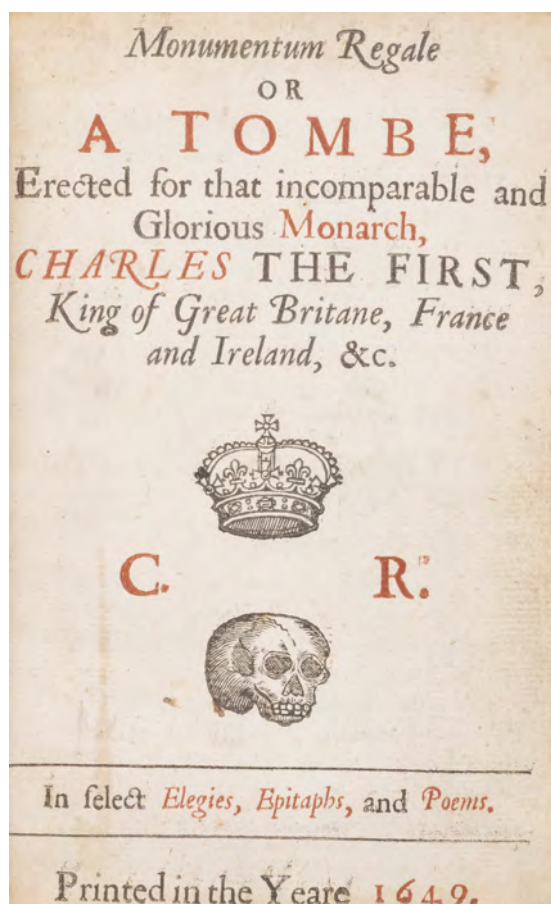 Monumentum Regale
OR
A TOMBE,
Erected for that incomparable and
Glorious Monarch,
CHARLES THE FIRST,
King of Great Britane, France
and Ireland, &c.
C. R.
In ſelect Elegies, Epitaphs, and Poems.
Printed in the Yeare 1649.